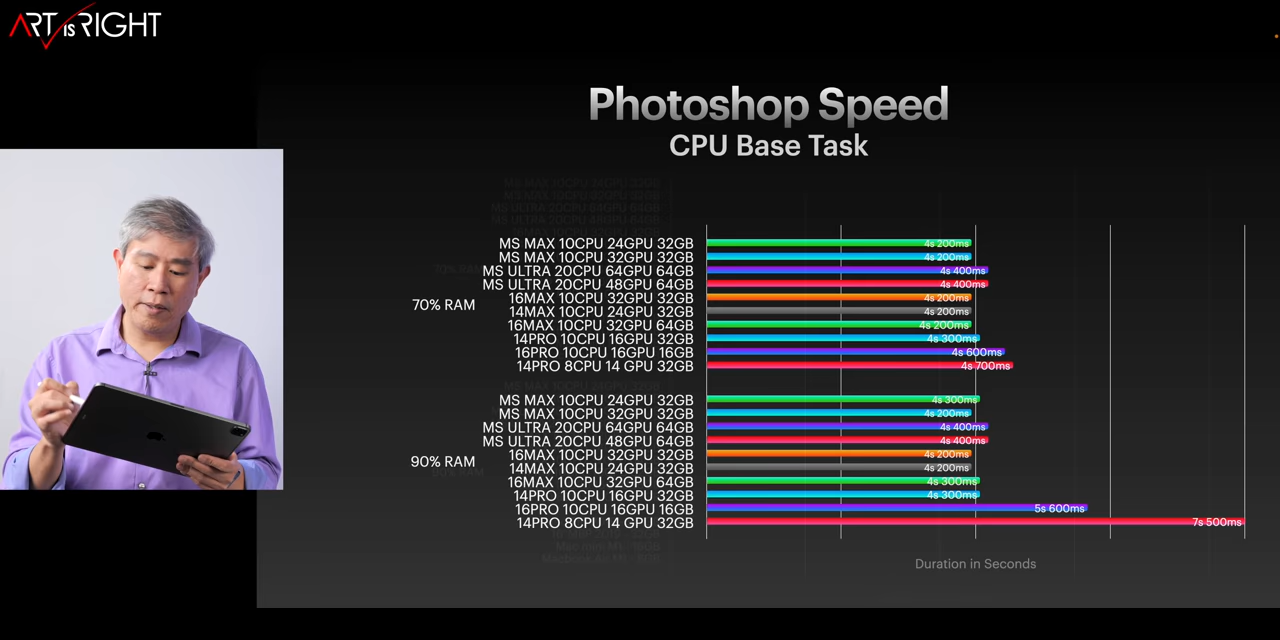 ART IS RIGHT
Photoshop Speed
CPU Base Task
70% RAM
MS MAX 10CPU 24GPU 32GB 4s 200ms
MS MAX 10CPU 32GPU 32GB 4s 200ms
MS ULTRA 20CPU 64GPU 64GB 4s 400ms
MS ULTRA 20CPU 48GPU 64GB 4s 400ms
16MAX 10CPU 32GPU 32GB 4s 200ms
14MAX 10CPU 24GPU 32GB 4s 200ms
16MAX 10CPU 32GPU 64GB 4s 200ms
14PRO 10CPU 16GPU 32GB 4s 300ms
16PRO 10CPU 16GPU 16GB 4s 600ms
14PRO 8CPU 14 GPU 32GB 4s 700ms
90% RAM
MS MAX 10CPU 24GPU 32GB 4s 300ms
MS MAX 10CPU 32GPU 32GB 4s 200ms
MS ULTRA 20CPU 64GPU 64GB 4s 400ms
MS ULTRA 20CPU 48GPU 64GB 4s 400ms
16MAX 10CPU 32GPU 32GB 4s 200ms
14MAX 10CPU 24GPU 32GB 4s 200ms
16MAX 10CPU 32GPU 64GB 4s 300ms
14PRO 10CPU 16GPU 32GB 4s 300ms
16PRO 10CPU 16GPU 16GB 5s 600ms
14PRO 8CPU 14 GPU 32GB 7s 500ms
Duration in Seconds